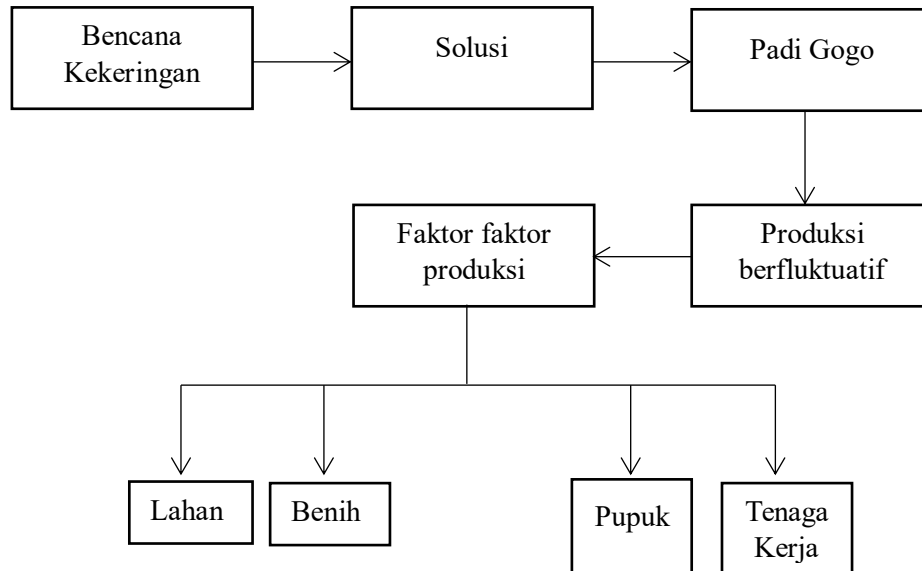 Bencana
Kekeringan
Solusi
Padi Gogo
Faktor faktor
produksi
Produksi
berfluktuatif
Lahan
Benih
Pupuk
Tenaga
Kerja